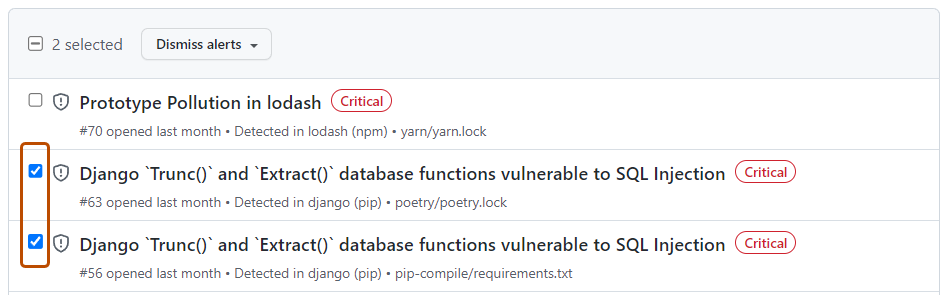 2 selected Dismiss alerts
Prototype Pollution in lodash Critical
#70 opened last month • Detected in lodash (npm) • yarn/yarn.lock
Django `Trunc()` and `Extract()` database functions vulnerable to SQL Injection Critical
#63 opened last month • Detected in django (pip) • poetry/poetry.lock
Django `Trunc()` and `Extract()` database functions vulnerable to SQL Injection Critical
#56 opened last month • Detected in django (pip) • pip-compile/requirements.txt